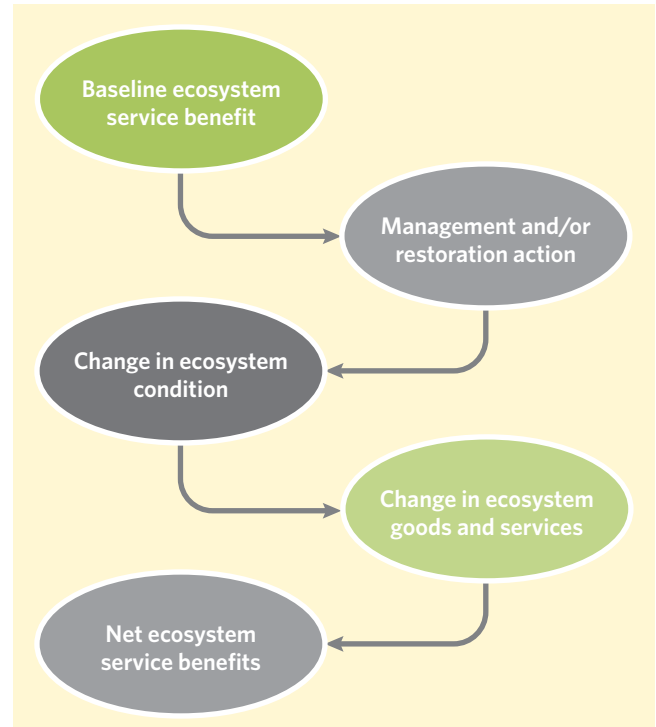 Baseline ecosystem
service benefit
Management and/or
restoration action
Change in ecosystem
condition
Change in ecosystem
goods and services
Net ecosystem
service benefits